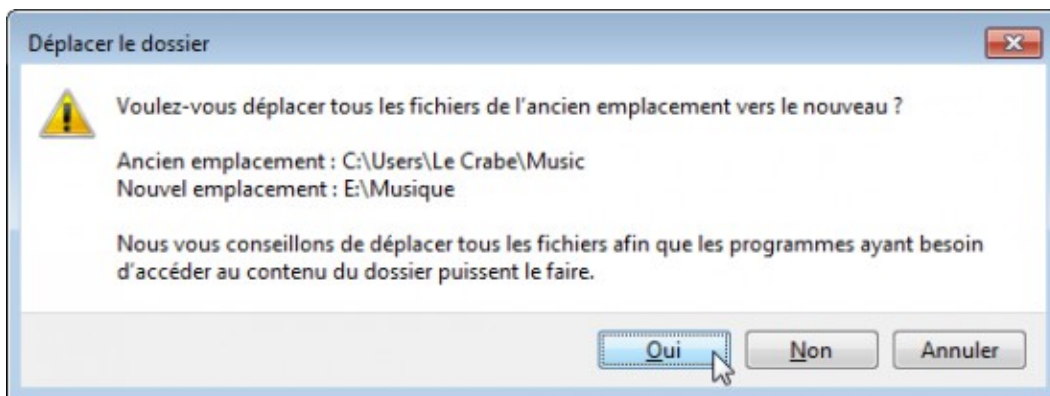 Déplacer le dossier
Voulez-vous déplacer tous les fichiers de l'ancien emplacement vers le nouveau ?
Ancien emplacement : C:\Users\Le Crabe\Music
Nouvel emplacement : E:\Musique
Nous vous conseillons de déplacer tous les fichiers afin que les programmes ayant besoin
d'accéder au contenu du dossier puissent le faire.
Oui Non Annuler